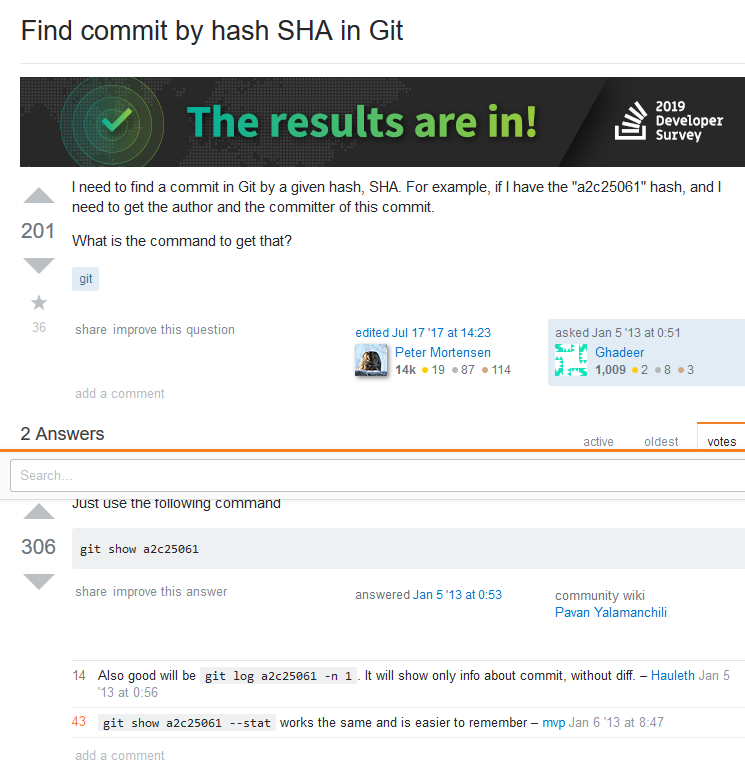 Find commit by hash SHA in Git
The results are in!
2019
Developer
Survey
I need to find a commit in Git by a given hash, SHA. For example, if I have the "a2c25061" hash, and I
need to get the author and the committer of this commit.
201
What is the command to get that?
git
36
share improve this question
edited Jul 17 '17 at 14:23
Peter Mortensen
14k 19 87 114
asked Jan 5 '13 at 0:51
Ghadeer
1,009 2 8 3
add a comment
2 Answers
active oldest votes
Search…
Just use the following command
306
git show a2c25061
share improve this answer
answered Jan 5 '13 at 0:53
community wiki
Pavan Yalamanchili
14 Also good will be git log a2c25061 -n 1 . It will show only info about commit, without diff. – Hauleth Jan 5
'13 at 0:56
43 git show a2c25061 --stat works the same and is easier to remember – mvp Jan 6 '13 at 8:47
add a comment